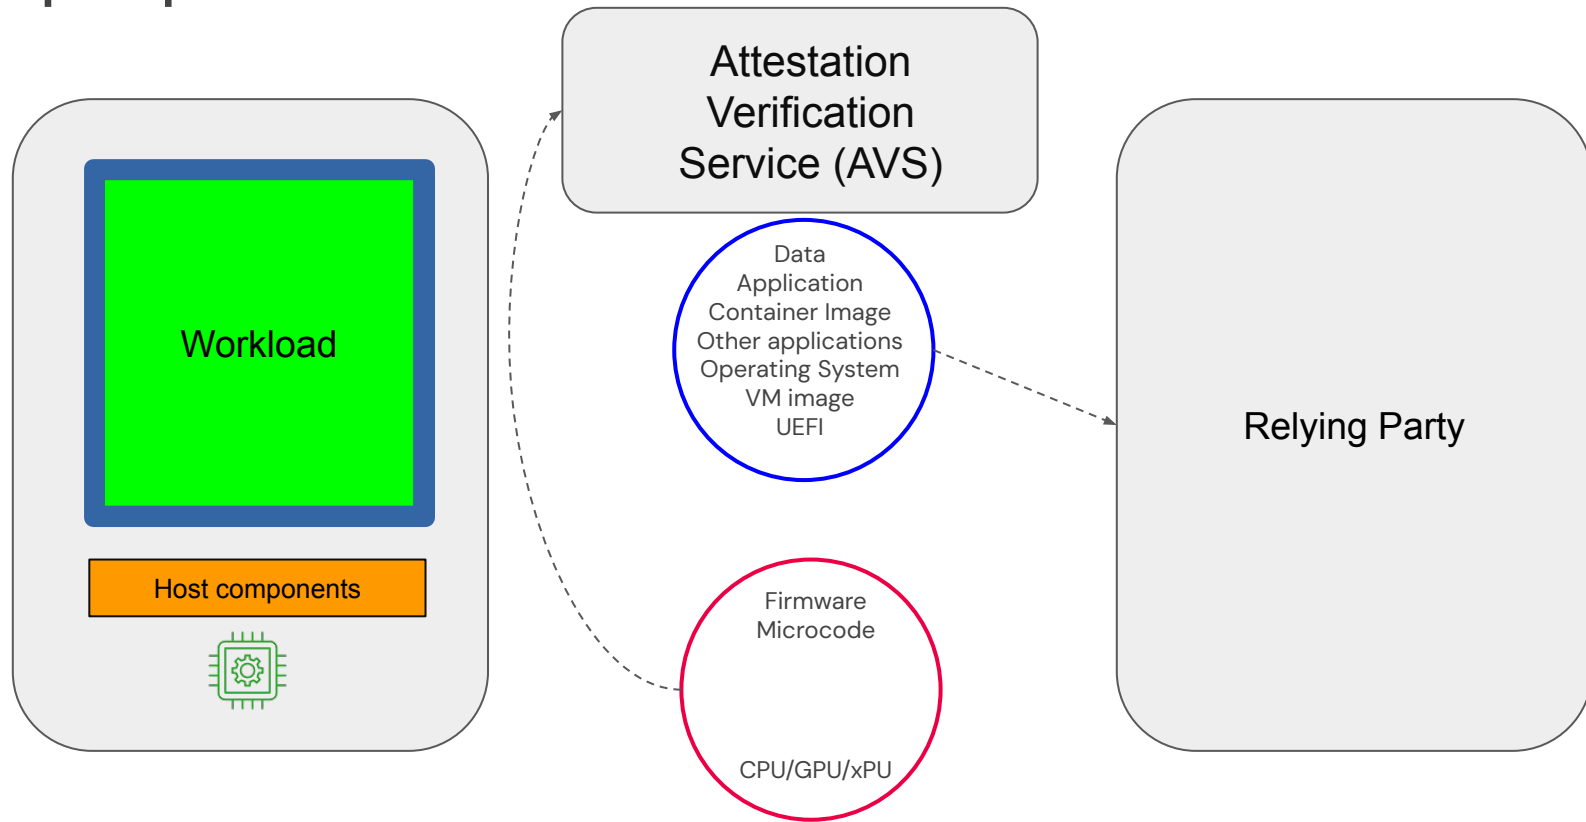 Attestation
Verification
Service (AVS)
Workload
Host components
Data
Application
Container Image
Other applications
Operating System
VM image
UEFI
Firmware
Microcode
CPU/GPU/xPU
Relying Party